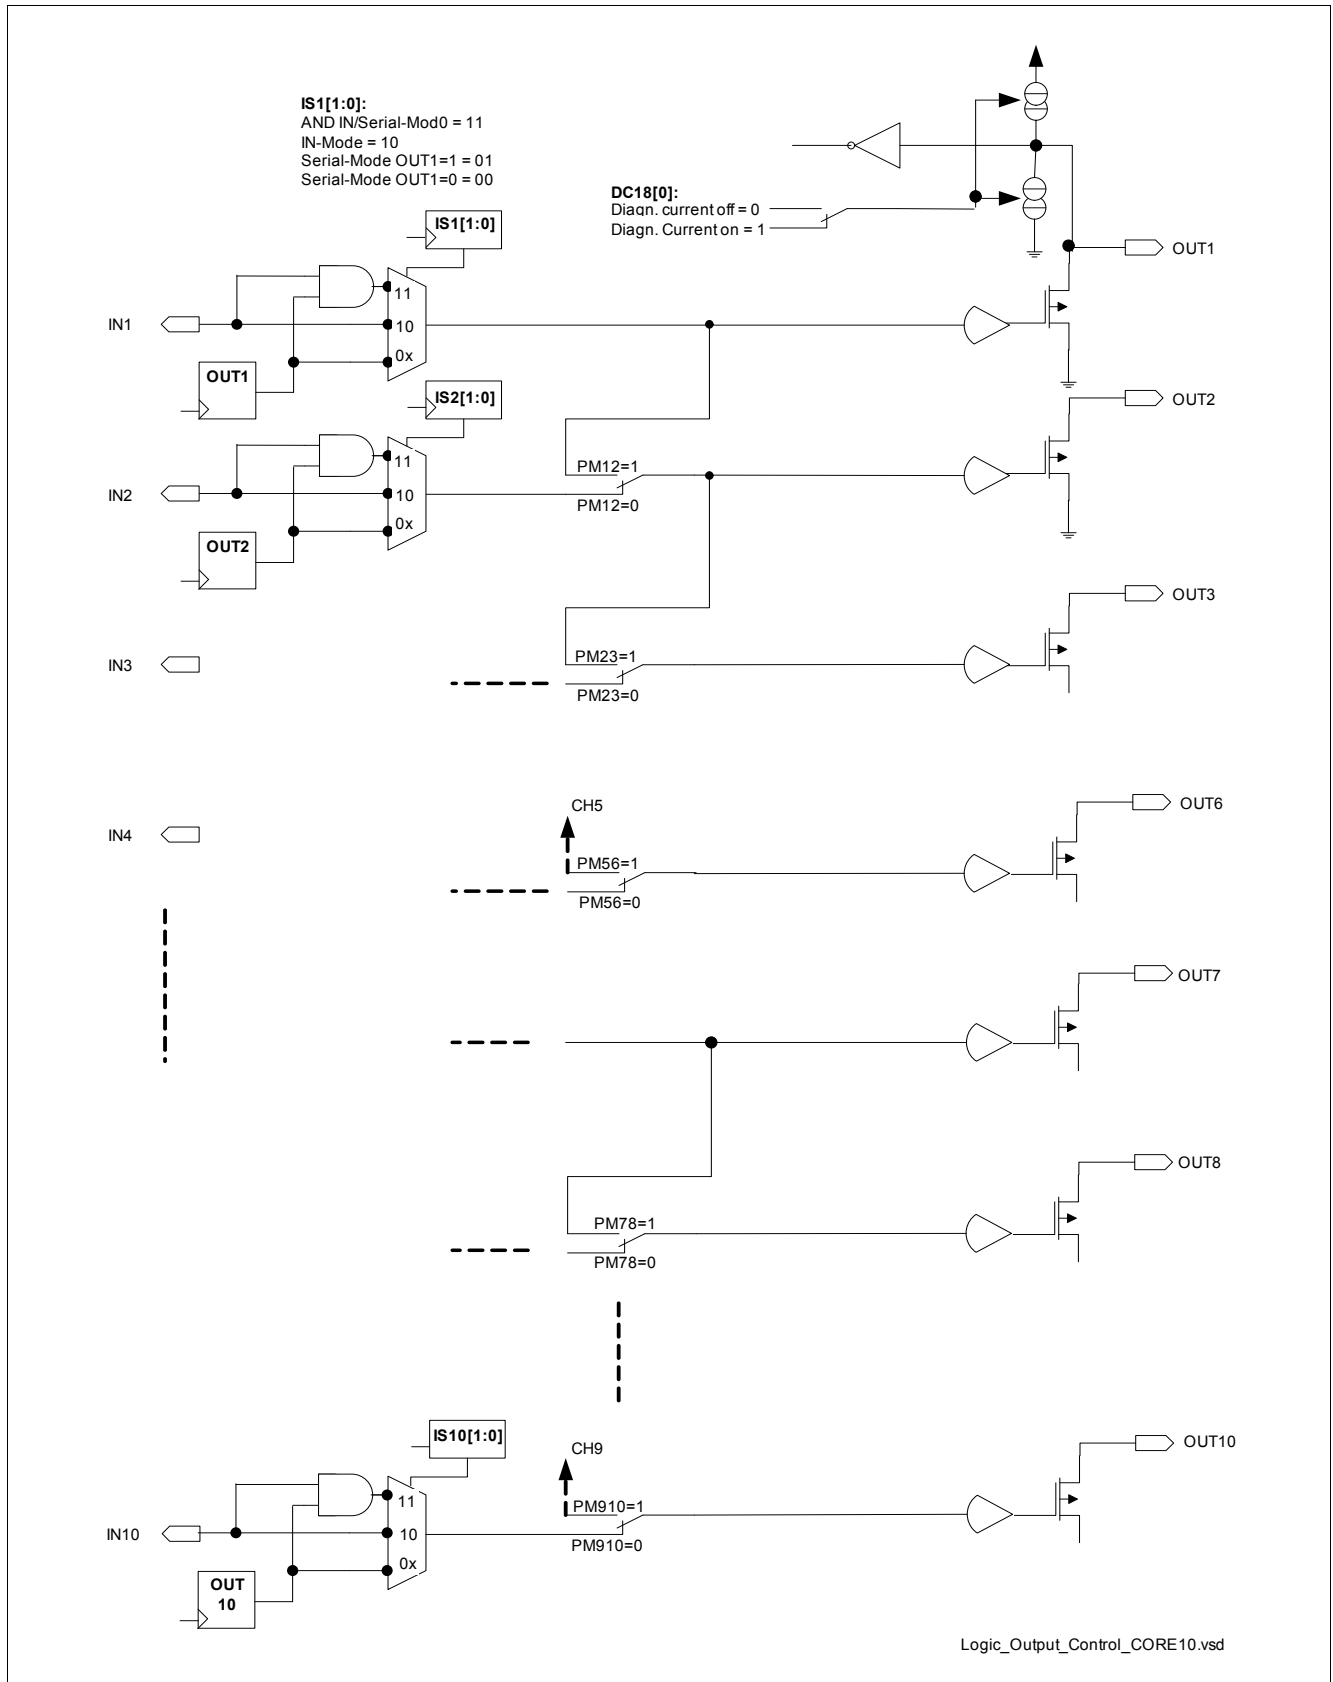 IS1[1:0]:
AND IN/Serial-Mod0 = 11
IN-Mode = 10
Serial-Mode OUT1=1 = 01
Serial-Mode OUT1=0 = 00
DC18[0]:
Diagn. current off = 0
Diagn. Current on = 1
IS1[1:0]
OUT1
11
IN1
10
0x
OUT1
IS2[1:0]
OUT2
11
PM12=1
IN2
10
PM12=0
0x
OUT2
OUT3
PM23=1
IN3
PM23=0
CH5
OUT6
IN4
PM56=1
PM56=0
OUT7
OUT8
PM78=1
PM78=0
IS10[1:0]
CH9
OUT10
11
PM910=1
IN10
10
PM910=0
0x
OUT
10
Logic_Output_Control_CORE10.vsd